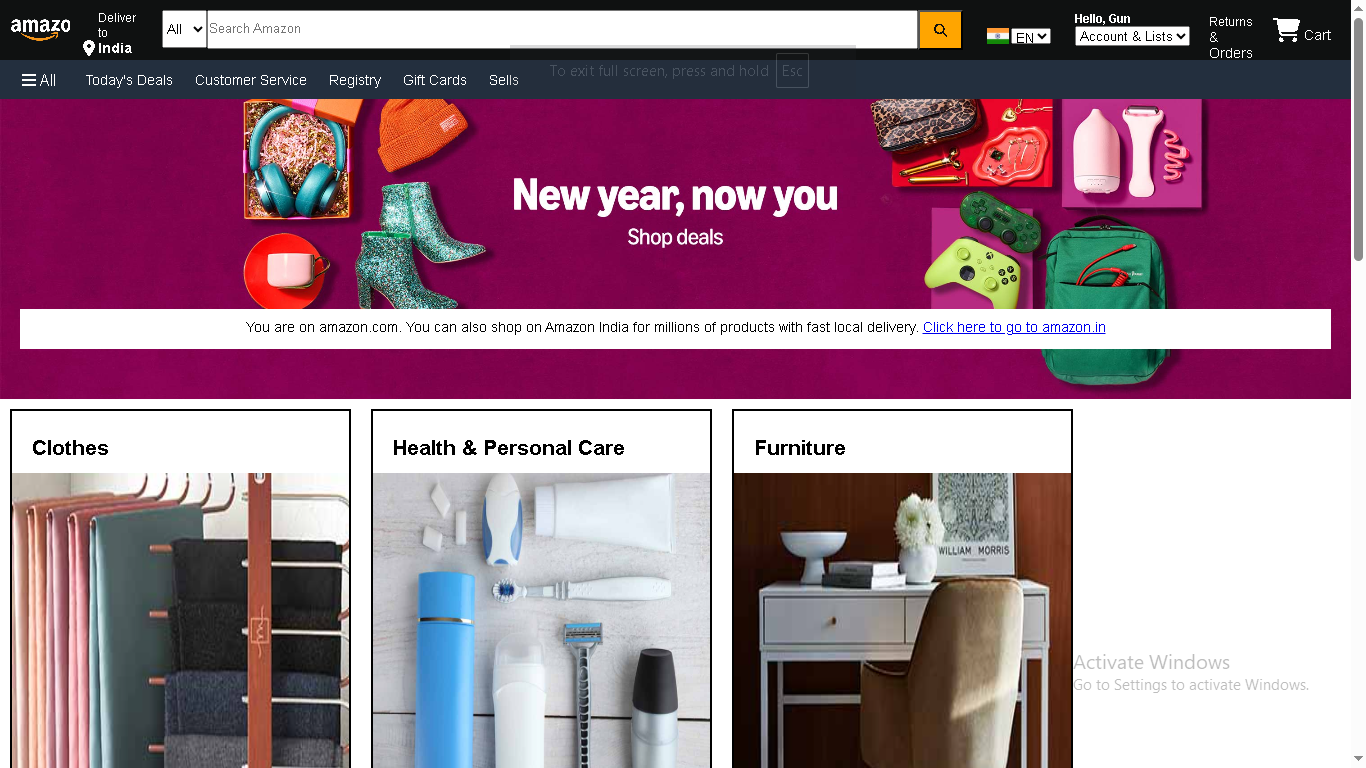 amazo
Deliver
to
India
All
Search Amazon
EN
Hello, Gun
Account & Lists
Returns
&
Orders
Cart
All Today's Deals Customer Service Registry Gift Cards Sells
To exit full screen, press and hold Esc
New year, now you
Shop deals
You are on amazon.com. You can also shop on Amazon India for millions of products with fast local delivery. Click here to go to amazon.in
Clothes
Health & Personal Care
Furniture
WILLIAM MORRIS
Activate Windows
Go to Settings to activate Windows.